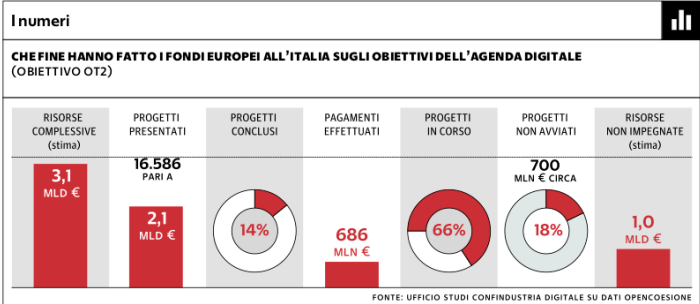 I numeri
CHE FINE HANNO FATTO I FONDI EUROPEI ALL'ITALIA SUGLI OBIETTIVI DELL'AGENDA DIGITALE
(OBIETTIVO OT2)
RISORSE
COMPLESSIVE
(stima)
3,1
MLD €
PROGETTI
PRESENTATI
16.586
PARI A
2,1
MLD €
PROGETTI
CONCLUSI
14%
PAGAMENTI
EFFETTUATI
686
MLN €
PROGETTI
IN CORSO
66%
PROGETTI
NON AVVIATI
700
MLN € CIRCA
18%
RISORSE
NON IMPEGNATE
(stima)
1,0
MLD €
FONTE: UFFICIO STUDI CONFINDUSTRIA DIGITALE SU DATI OPENCOESIONE